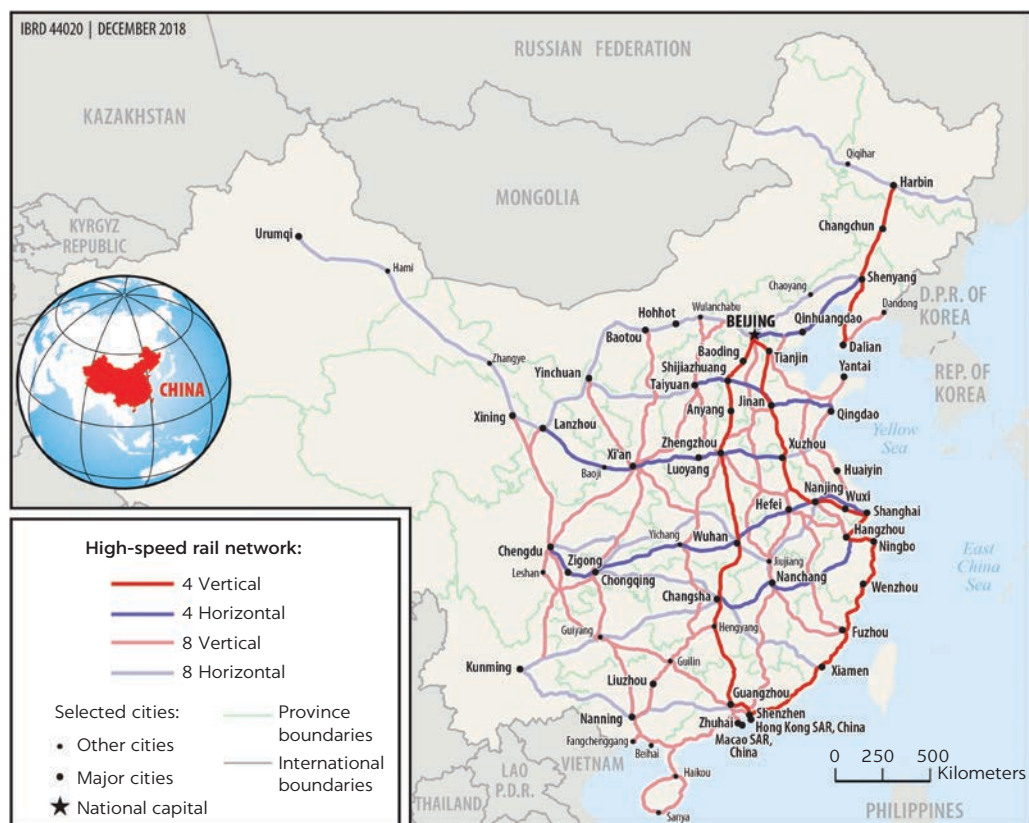 IBRD 44020 | DECEMBER 2018
RUSSIAN FEDERATION
KAZAKHSTAN
MONGOLIA
KYRGYZ
REPUBLIC
Qiqihar
Harbin
Changchun
Urumqi
Hami
Shenyang
Chaoyang
Dandong
D.P.R. OF
KOREA
Wulanchabu
Hohhot
Baotou
BEIJING
Qinhuangdao
Dalian
Baoding
Tianjin
Zhangye
Yinchuan
Shijiazhuang
Taiyuan
Yantai
REP. OF
KOREA
CHINA
Xining
Lanzhou
Anyang
Jinan
Qingdao
Yellow
Sea
Xi'an
Baoji
Zhengzhou
Luoyang
Xuzhou
Huaiyin
Nanjing
Wuxi
Hefei
Shanghai
Hangzhou
Ningbo
Yichang
Wuhan
Chengdu
Zigong
Leshan
Chongqing
Jiujiang
Nanchang
Wenzhou
East
China
Sea
Changsha
Guiyang
Hengyang
Fuzhou
Kunming
Guilin
Xiamen
Liuzhou
Guangzhou
Shenzhen
Nanning
Zhuhai
Hong Kong SAR, China
Macao SAR,
China
Fangchenggang
Beihai
VIETNAM
Haikou
LAO
P.D.R.
THAILAND
Sanya
PHILIPPINES
0 250 500
Kilometers
High-speed rail network:
4 Vertical
4 Horizontal
8 Vertical
8 Horizontal
Selected cities:
Other cities
Major cities
National capital
Province
boundaries
International
boundaries